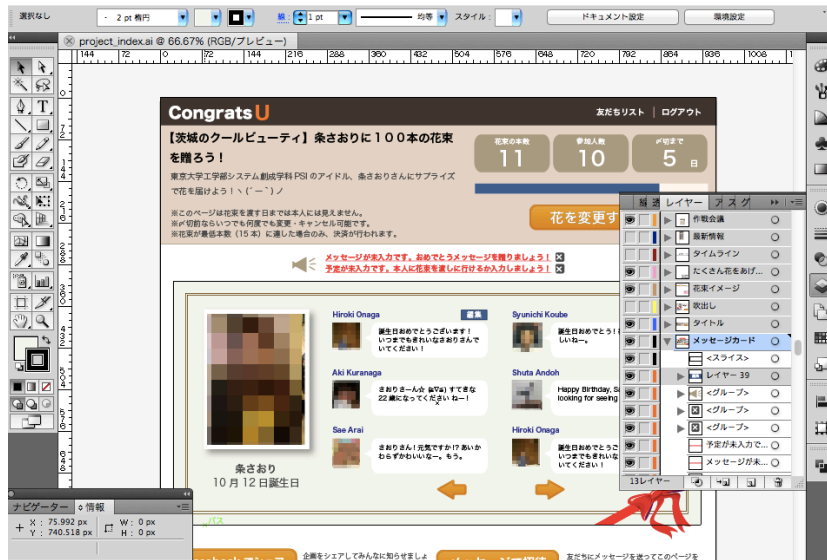 選択なし
2 pt 楕円
線 :
1 pt
均等
スタイル :
ドキュメント設定
環境設定
project_index.ai @ 66.67% (RGB/プレビュー)
144 72 0 72 144 216 288 360 432 504 576 648 720 792 864 936 1008
Congrats U
友だちリスト | ログアウト
【茨城のクールビューティ】条さおりに１００本の花束
を贈ろう！
東京大学工学部システム創成学科 PSI のアイドル、条さおりさんにサプライズ
で花を届けよう！ヽ(´ー｀)ノ
※このページは花束を渡す日までは本人には見えません。
※〆切前ならいつでも何度でも変更・キャンセル可能です。
※花束が最低本数（15 本）に達した場合のみ、決済が行われます。
花束の本数
11
参加人数
10
〆切まで
5 日
花を変更す
メッセージが未入力です。おめでとうメッセージを贈りましょう！
予定が未入力です。本人に花束を渡しに行けるか入力しましょう！
Hiroki Onaga
編集
誕生日おめでとうございます！
いつまでもきれいなさおりさんで
いてください！
Syunichi Koube
誕生日おめでとう！
しいねー。
Aki Kuranaga
さおりさーん☆ (≧∇≦) すてきな
22 歳になってくださいねー！
Shuta Andoh
Happy Birthday, S
looking for seeing
Sae Arai
さおりさん！元気ですか!? あいか
わらずかわいいなー。もう。
Hiroki Onaga
誕生日おめでとうご
いつまでもきれいな
いてください！
条さおり
10 月 12 日誕生日
パス
レイヤー
作戦会議
最新情報
タイムライン
たくさん花をあげ...
花束イメージ
吹出し
タイトル
メッセージカード
<スライス>
レイヤー 39
<グループ>
<グループ>
<グループ>
予定が未入力で...
メッセージが未...
13レイヤー
ナビゲーター
情報
X : 75.992 px
Y : 740.518 px
W : 0 px
H : 0 px
企画をシェアしてみんなに知らせましょ
友だちにメッセージを送ってこのページを